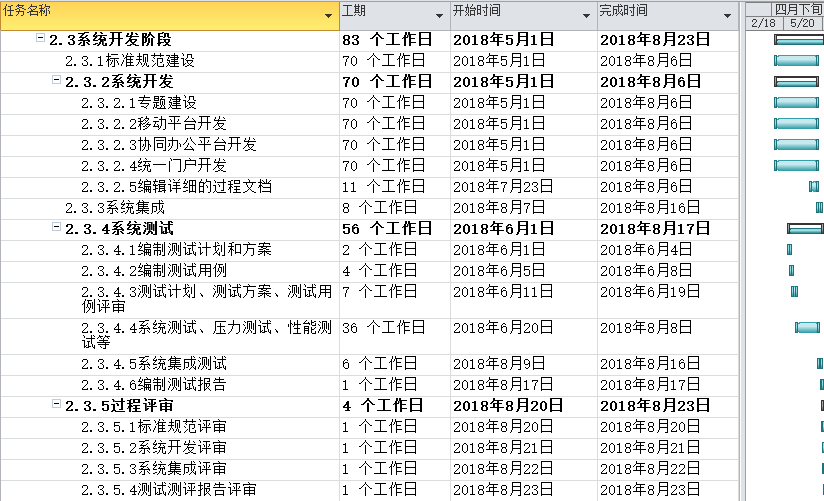 任务名称 工期 开始时间 完成时间 四月下旬
2/18 5/20
2.3系统开发阶段 83 个工作日 2018年5月1日 2018年8月23日
2.3.1标准规范建设 70 个工作日 2018年5月1日 2018年8月6日
2.3.2系统开发 70 个工作日 2018年5月1日 2018年8月6日
2.3.2.1专题建设 70 个工作日 2018年5月1日 2018年8月6日
2.3.2.2移动平台开发 70 个工作日 2018年5月1日 2018年8月6日
2.3.2.3协同办公平台开发 70 个工作日 2018年5月1日 2018年8月6日
2.3.2.4统一门户开发 70 个工作日 2018年5月1日 2018年8月6日
2.3.2.5编辑详细的过程文档 11 个工作日 2018年7月23日 2018年8月6日
2.3.3系统集成 8 个工作日 2018年8月7日 2018年8月16日
2.3.4系统测试 56 个工作日 2018年6月1日 2018年8月17日
2.3.4.1编制测试计划和方案 2 个工作日 2018年6月1日 2018年6月4日
2.3.4.2编制测试用例 4 个工作日 2018年6月5日 2018年6月8日
2.3.4.3测试计划、测试方案、测试用 7 个工作日 2018年6月11日 2018年6月19日
例评审
2.3.4.4系统测试、压力测试、性能测 36 个工作日 2018年6月20日 2018年8月8日
试等
2.3.4.5系统集成测试 6 个工作日 2018年8月9日 2018年8月16日
2.3.4.6编制测试报告 1 个工作日 2018年8月17日 2018年8月17日
2.3.5过程评审 4 个工作日 2018年8月20日 2018年8月23日
2.3.5.1标准规范评审 1 个工作日 2018年8月20日 2018年8月20日
2.3.5.2系统开发评审 1 个工作日 2018年8月21日 2018年8月21日
2.3.5.3系统集成评审 1 个工作日 2018年8月22日 2018年8月22日
2.3.5.4测试测评报告评审 1 个工作日 2018年8月23日 2018年8月23日